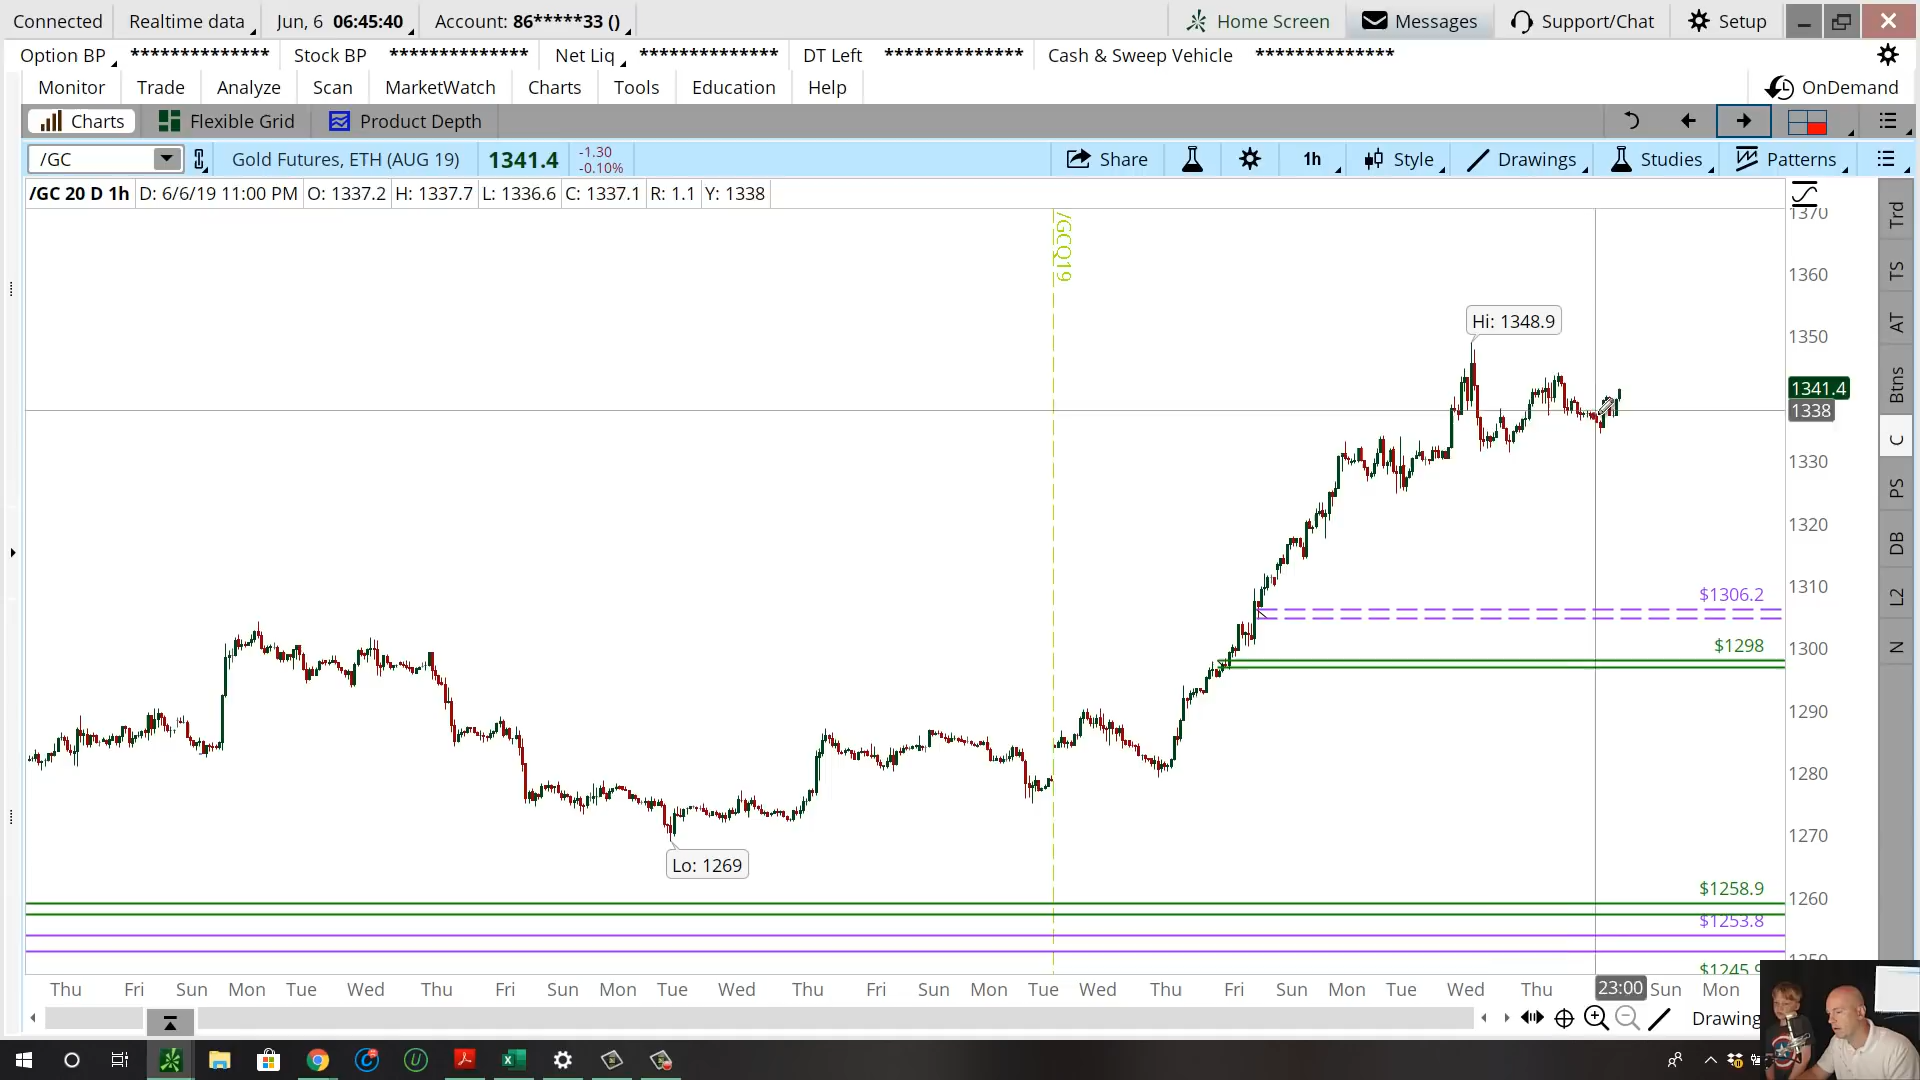 Connected Realtime data Jun, 6 06:45:40 Account: 86*****33 () Home Screen Messages Support/Chat Setup
Option BP ************** Stock BP ************** Net Liq ************** DT Left ************** Cash & Sweep Vehicle **************
Monitor Trade Analyze Scan MarketWatch Charts Tools Education Help OnDemand
Charts Flexible Grid Product Depth
/GC Gold Futures, ETH (AUG 19) 1341.4 -1.30 -0.10% Share 1h Style Drawings Studies Patterns
/GC 20 D 1h D: 6/6/19 11:00 PM O: 1337.2 H: 1337.7 L: 1336.6 C: 1337.1 R: 1.1 Y: 1338
/GCQ19
1370
1360
Hi: 1348.9
1350
1341.4
1338
1330
1320
1310
$1306.2
$1298
1300
1290
1280
1270
Lo: 1269
$1258.9
1260
$1253.8
Trd
TS
AT
Btns
C
PS
DB
L2
N
Thu Fri Sun Mon Tue Wed Thu Fri Sun Mon Tue Wed Thu Fri Sun Mon Tue Wed Thu Fri Sun Mon Tue Wed Thu 23:00 Sun Mon
Drawing